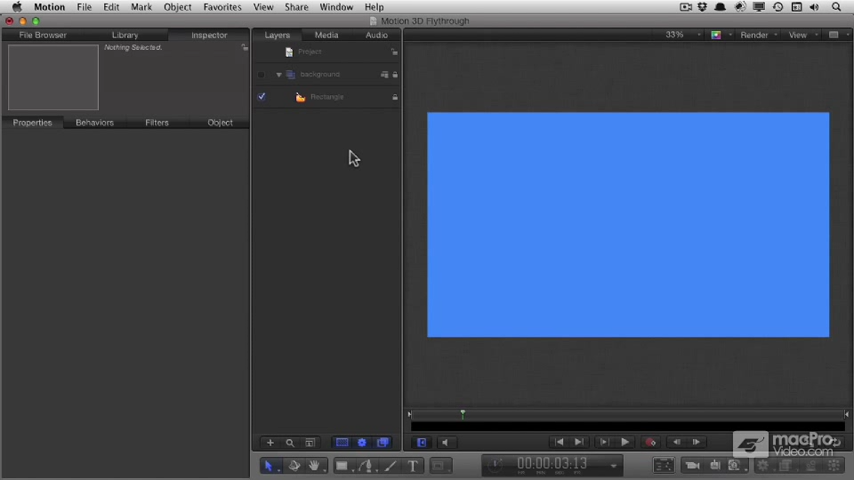 Motion File Edit Mark Object Favorites View Share Window Help
Motion 3D Flythrough
File Browser Library Inspector Layers Media Audio 33% Render View
Nothing Selected.
Project
background
Rectangle
Properties Behaviors Filters Object
macPro
Video.com
T 00:00:03:13